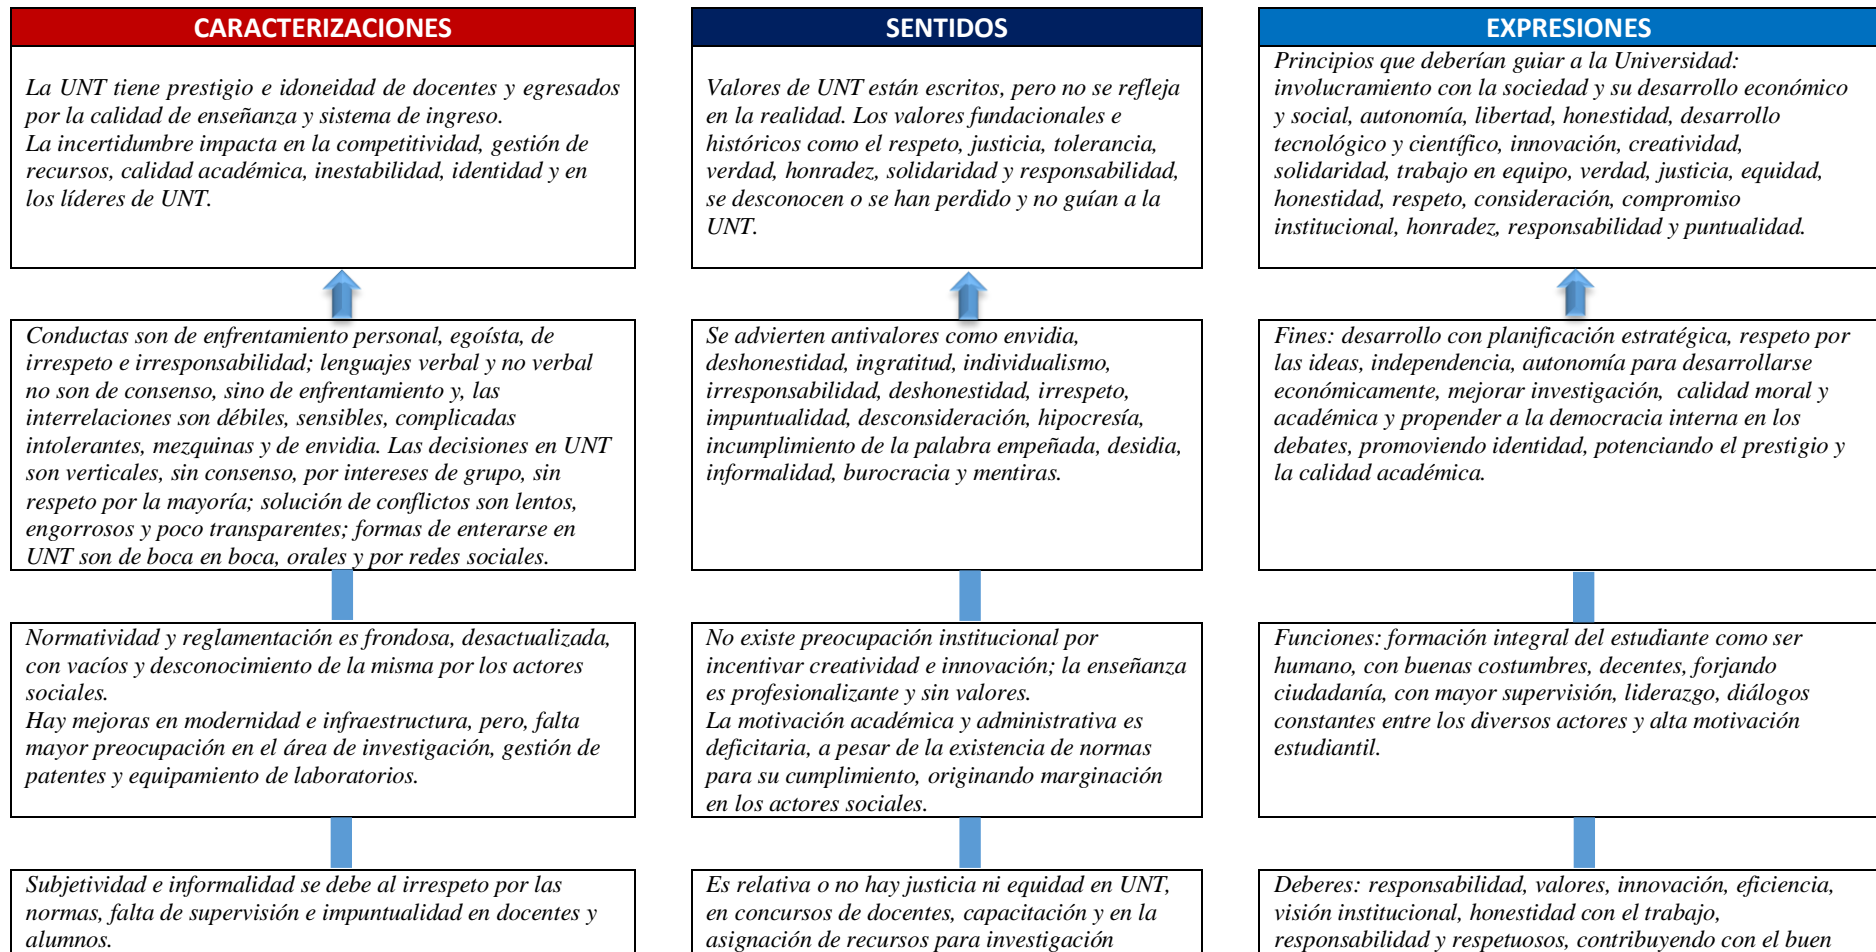 CARACTERIZACIONES
La UNT tiene prestigio e idoneidad de docentes y egresados
por la calidad de enseñanza y sistema de ingreso.
La incertidumbre impacta en la competitividad, gestión de
recursos, calidad académica, inestabilidad, identidad y en
los líderes de UNT.
Conductas son de enfrentamiento personal, egoísta, de
irrespeto e irresponsabilidad; lenguajes verbal y no verbal
no son de consenso, sino de enfrentamiento y, las
interrelaciones son débiles, sensibles, complicadas
intolerantes, mezquinas y de envidia. Las decisiones en UNT
son verticales, sin consenso, por intereses de grupo, sin
respeto por la mayoría; solución de conflictos son lentos,
engorrosos y poco transparentes; formas de enterarse en
UNT son de boca en boca, orales y por redes sociales.
Normatividad y reglamentación es frondosa, desactualizada,
con vacíos y desconocimiento de la misma por los actores
sociales.
Hay mejoras en modernidad e infraestructura, pero, falta
mayor preocupación en el área de investigación, gestión de
patentes y equipamiento de laboratorios.
Subjetividad e informalidad se debe al irrespeto por las
normas, falta de supervisión e impuntualidad en docentes y
alumnos.
SENTIDOS
Valores de UNT están escritos, pero no se refleja
en la realidad. Los valores fundacionales e
históricos como el respeto, justicia, tolerancia,
verdad, honradez, solidaridad y responsabilidad,
se desconocen o se han perdido y no guían a la
UNT.
Se advierten antivalores como envidia,
deshonestidad, ingratitud, individualismo,
irresponsabilidad, deshonestidad, irrespeto,
impuntualidad, desconsideración, hipocresía,
incumplimiento de la palabra empeñada, desidia,
informalidad, burocracia y mentiras.
No existe preocupación institucional por
incentivar creatividad e innovación; la enseñanza
es profesionalizante y sin valores.
La motivación académica y administrativa es
deficitaria, a pesar de la existencia de normas
para su cumplimiento, originando marginación
en los actores sociales.
Es relativa o no hay justicia ni equidad en UNT,
en concursos de docentes, capacitación y en la
asignación de recursos para investigación
EXPRESIONES
Principios que deberían guiar a la Universidad:
involucramiento con la sociedad y su desarrollo económico
y social, autonomía, libertad, honestidad, desarrollo
tecnológico y científico, innovación, creatividad,
solidaridad, trabajo en equipo, verdad, justicia, equidad,
honestidad, respeto, consideración, compromiso
institucional, honradez, responsabilidad y puntualidad.
Fines: desarrollo con planificación estratégica, respeto por
las ideas, independencia, autonomía para desarrollarse
económicamente, mejorar investigación, calidad moral y
académica y propender a la democracia interna en los
debates, promoviendo identidad, potenciando el prestigio y
la calidad académica.
Funciones: formación integral del estudiante como ser
humano, con buenas costumbres, decentes, forjando
ciudadanía, con mayor supervisión, liderazgo, diálogos
constantes entre los diversos actores y alta motivación
estudiantil.
Deberes: responsabilidad, valores, innovación, eficiencia,
visión institucional, honestidad con el trabajo,
responsabilidad y respetuosos, contribuyendo con el buen